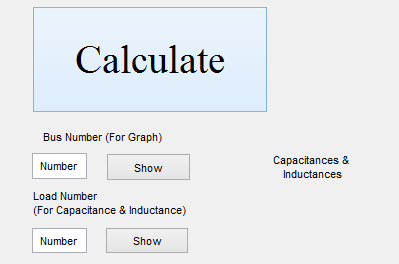 Calculate
Bus Number (For Graph)
Number
Show
Capacitances &
Inductances
Load Number
(For Capacitance & Inductance)
Number
Show